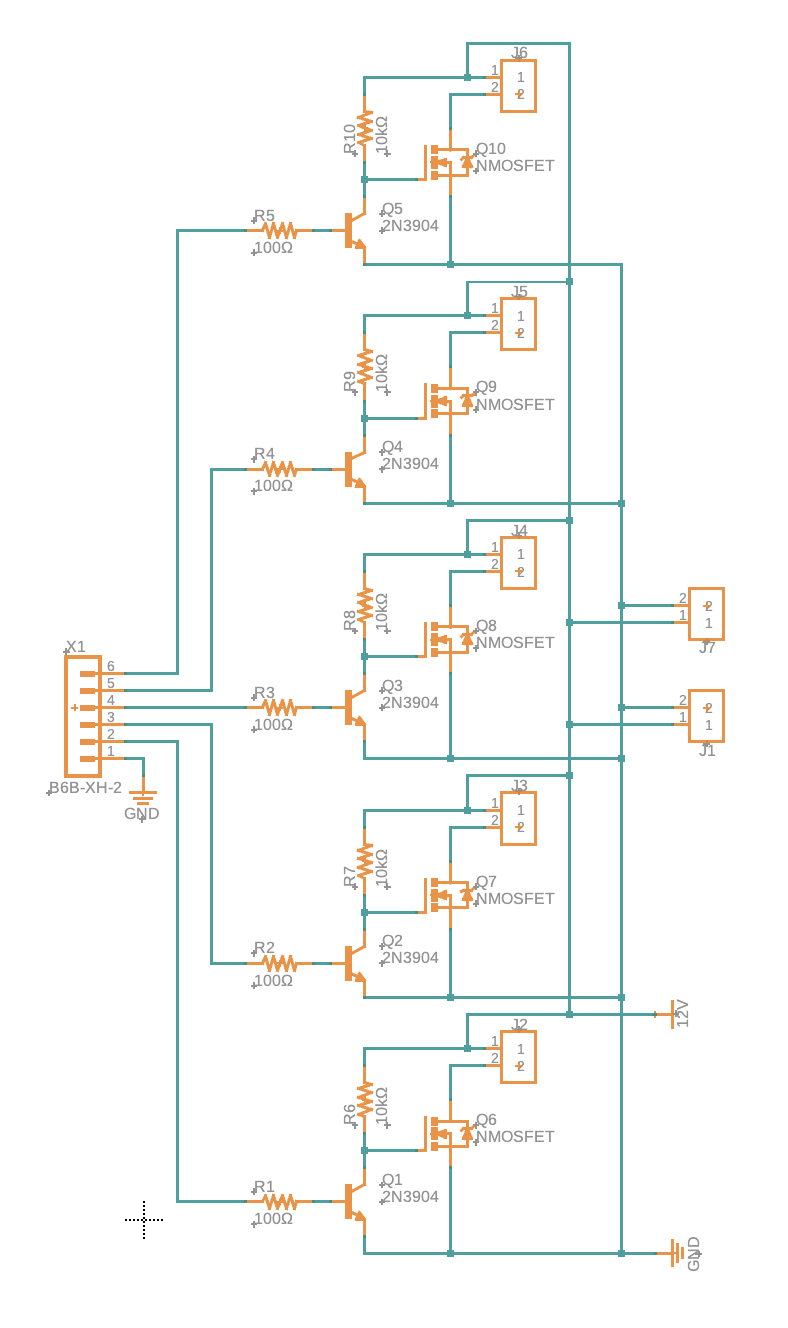 J6
1
1
2
2
R10
10kΩ
Q10
NMOSFET
R5
100Ω
Q5
2N3904
J5
1
1
2
2
R9
10kΩ
Q9
NMOSFET
R4
100Ω
Q4
2N3904
J4
1
1
2
2
R8
10kΩ
Q8
NMOSFET
2
2
1
1
J7
X1
6
5
4
3
2
1
B6B-XH-2
GND
R3
100Ω
Q3
2N3904
2
2
1
1
J1
J3
1
1
2
2
R7
10kΩ
Q7
NMOSFET
R2
100Ω
Q2
2N3904
12V
J2
1
1
2
2
R6
10kΩ
Q6
NMOSFET
R1
100Ω
Q1
2N3904
GND